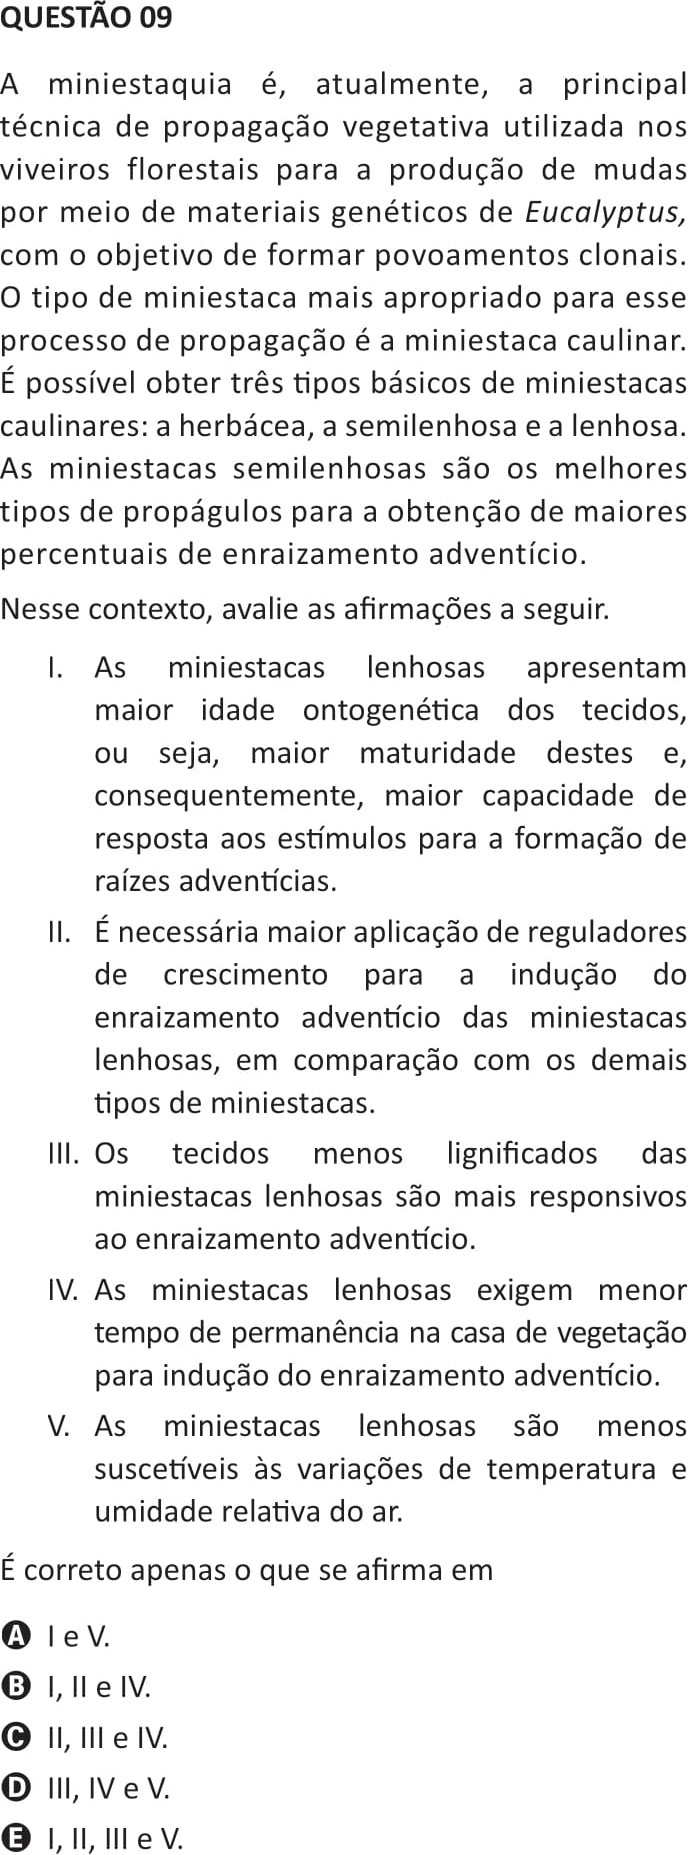 QUESTÃO 09
A miniestaquia é, atualmente, a principal
técnica de propagação vegetativa utilizada nos
viveiros florestais para a produção de mudas
por meio de materiais genéticos de Eucalyptus,
com o objetivo de formar povoamentos clonais.
O tipo de miniestaca mais apropriado para esse
processo de propagação é a miniestaca caulinar.
É possível obter três tipos básicos de miniestacas
caulinares: a herbácea, a semilenhosa e a lenhosa.
As miniestacas semilenhosas são os melhores
tipos de propágulos para a obtenção de maiores
percentuais de enraizamento adventício.
Nesse contexto, avalie as afirmações a seguir.
I. As miniestacas lenhosas apresentam
maior idade ontogenética dos tecidos,
ou seja, maior maturidade destes e,
consequentemente, maior capacidade de
resposta aos estímulos para a formação de
raízes adventícias.
II. É necessária maior aplicação de reguladores
de crescimento para a indução do
enraizamento adventício das miniestacas
lenhosas, em comparação com os demais
tipos de miniestacas.
III. Os tecidos menos lignificados das
miniestacas lenhosas são mais responsivos
ao enraizamento adventício.
IV. As miniestacas lenhosas exigem menor
tempo de permanência na casa de vegetação
para indução do enraizamento adventício.
V. As miniestacas lenhosas são menos
suscetíveis às variações de temperatura e
umidade relativa do ar.
É correto apenas o que se afirma em
A I e V.
B I, II e IV.
C II, III e IV.
D III, IV e V.
E I, II, III e V.